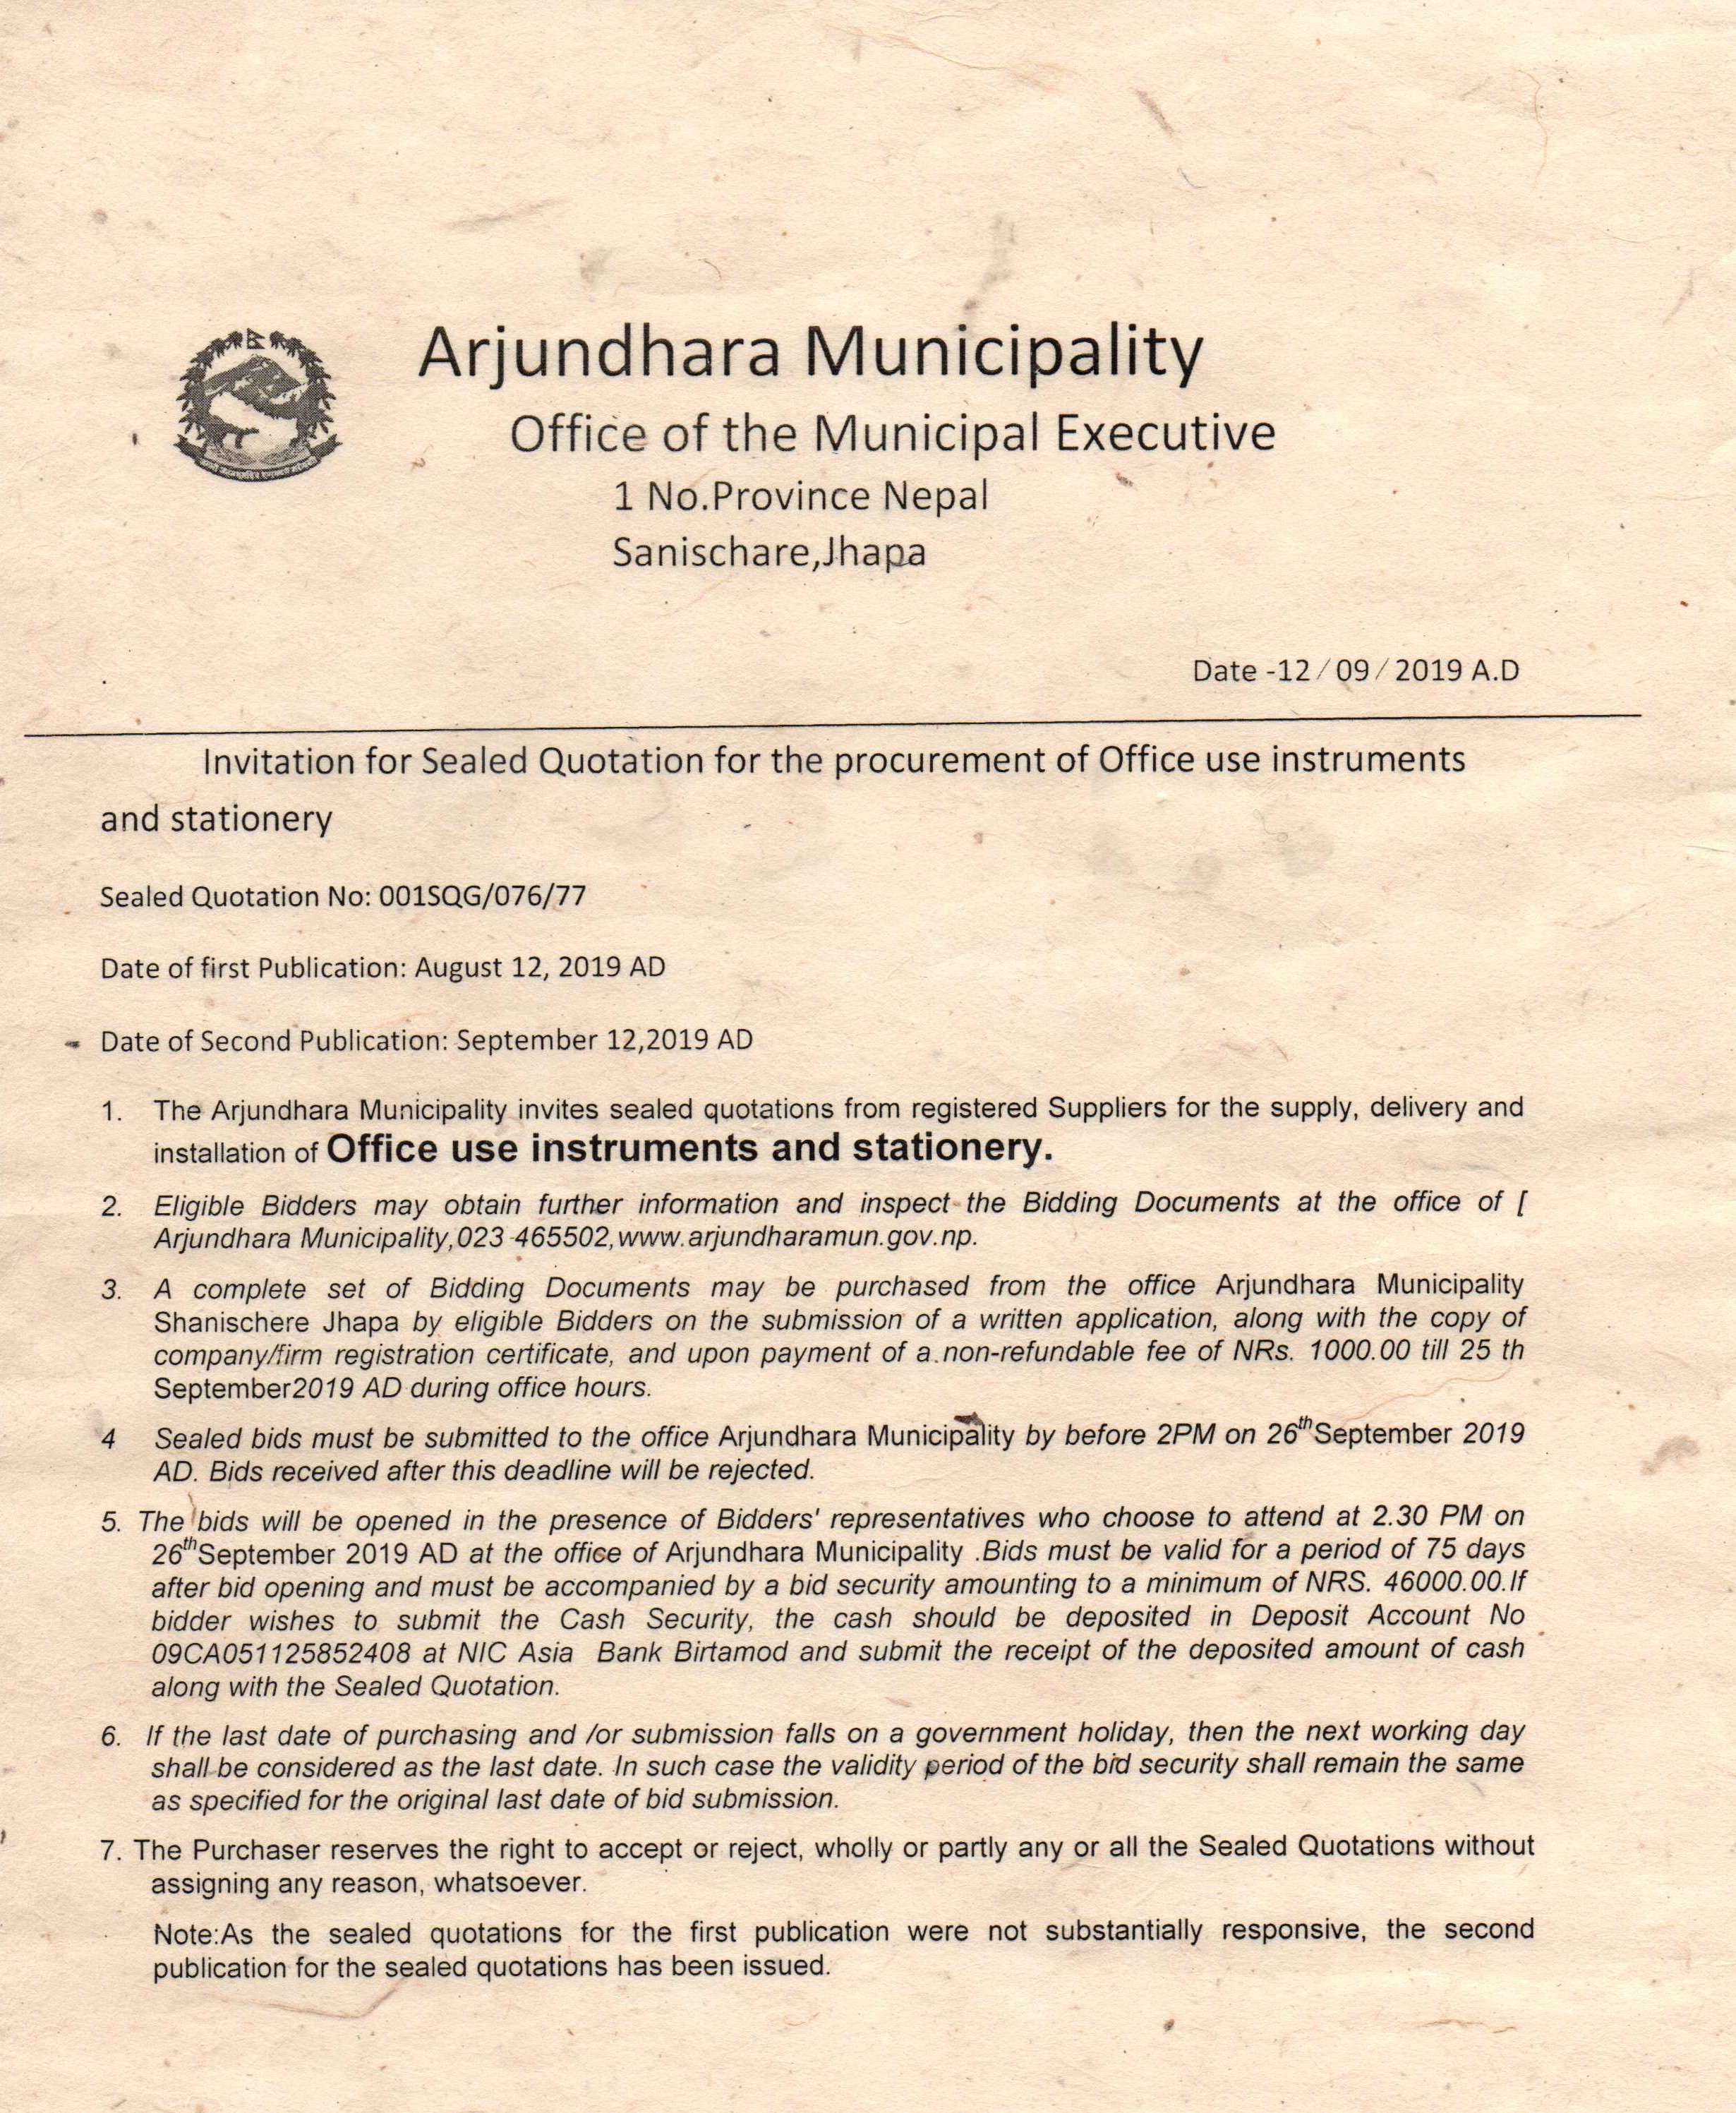 Arjundhara Municipality
Office of the Municipal Executive
1 No.Province Nepal
Sanischare,Jhapa
Date -12/09/2019 A.D
Invitation for Sealed Quotation for the procurement of Office use instruments
and stationery
Sealed Quotation No: 001SQG/076/77
Date of first Publication: August 12, 2019 AD
Date of Second Publication: September 12,2019 AD
1. The Arjundhara Municipality invites sealed quotations from registered Suppliers for the supply, delivery and
installation of Office use instruments and stationery.
2. Eligible Bidders may obtain further information and inspect the Bidding Documents at the office of [
Arjundhara Municipality,023 465502,www.arjundharamun.gov.np.
3. A complete set of Bidding Documents may be purchased from the office Arjundhara Municipality
Shanischere Jhapa by eligible Bidders on the submission of a written application, along with the copy of
company/firm registration certificate, and upon payment of a non-refundable fee of NRs. 1000.00 till 25 th
September2019 AD during office hours.
4 Sealed bids must be submitted to the office Arjundhara Municipality by before 2PM on 26th September 2019
AD. Bids received after this deadline will be rejected.
5. The bids will be opened in the presence of Bidders' representatives who choose to attend at 2.30 PM on
26th September 2019 AD at the office of Arjundhara Municipality .Bids must be valid for a period of 75 days
after bid opening and must be accompanied by a bid security amounting to a minimum of NRS. 46000.00.If
bidder wishes to submit the Cash Security, the cash should be deposited in Deposit Account No
09CA051125852408 at NIC Asia Bank Birtamod and submit the receipt of the deposited amount of cash
along with the Sealed Quotation.
6. If the last date of purchasing and /or submission falls on a government holiday, then the next working day
shall be considered as the last date. In such case the validity period of the bid security shall remain the same
as specified for the original last date of bid submission.
7. The Purchaser reserves the right to accept or reject, wholly or partly any or all the Sealed Quotations without
assigning any reason, whatsoever.
Note:As the sealed quotations for the first publication were not substantially responsive, the second
publication for the sealed quotations has been issued.